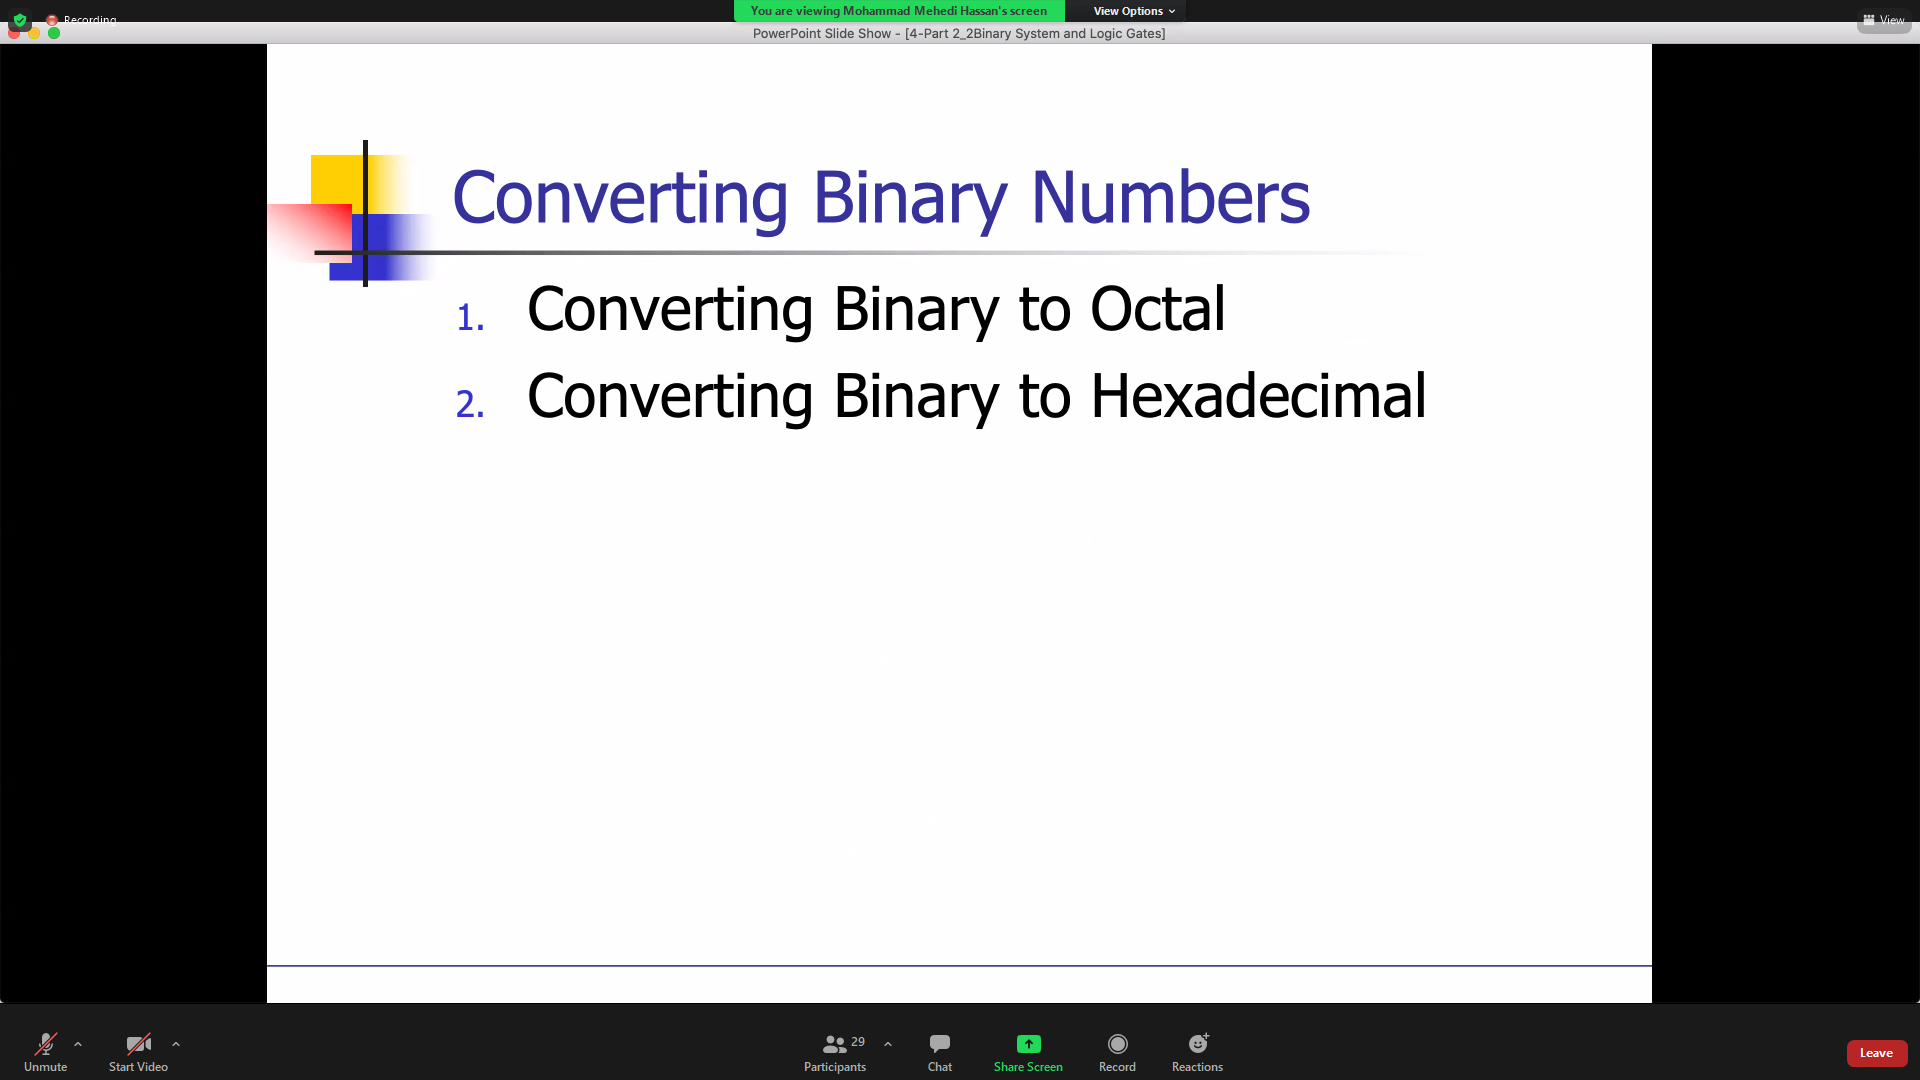 Recording
You are viewing Mohammad Mehedi Hassan's screen
View Options
View
PowerPoint Slide Show - [4-Part 2_2Binary System and Logic Gates]
Converting Binary Numbers
1. Converting Binary to Octal
2. Converting Binary to Hexadecimal
Unmute
Start Video
29
Participants
Chat
Share Screen
Record
Reactions
Leave